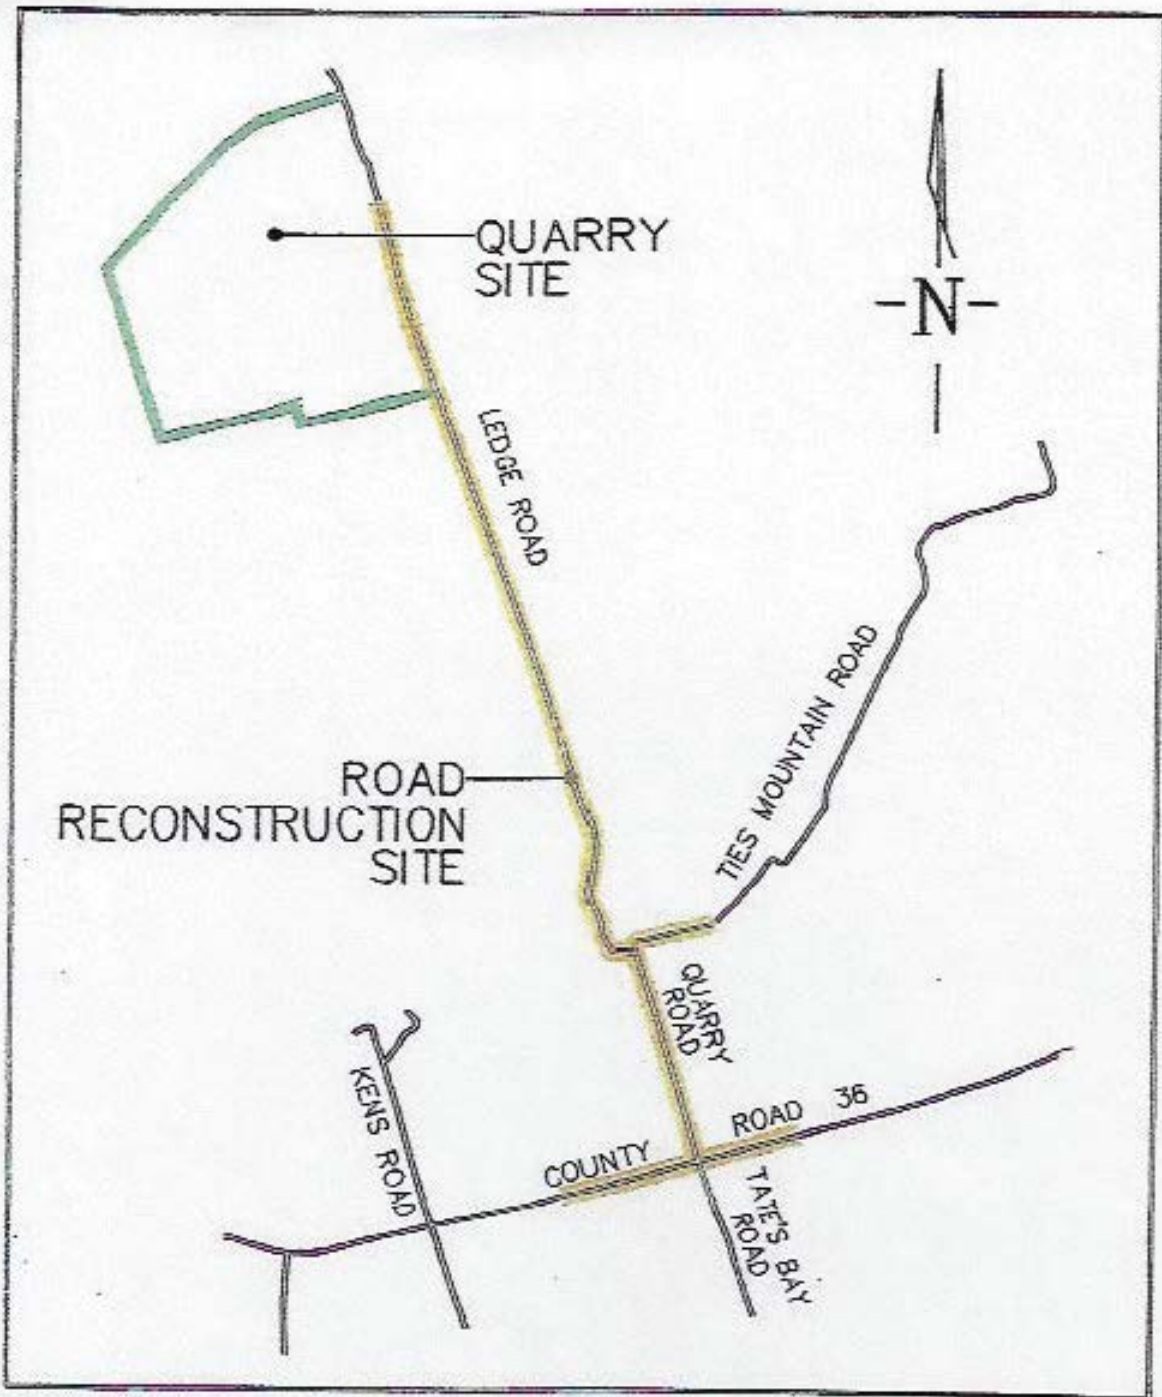 QUARRY
SITE
-N-
LEDGE ROAD
TIES MOUNTAIN ROAD
ROAD
RECONSTRUCTION
SITE
QUARRY
ROAD
KENS ROAD
COUNTY ROAD 36
TATE'S BAY
ROAD